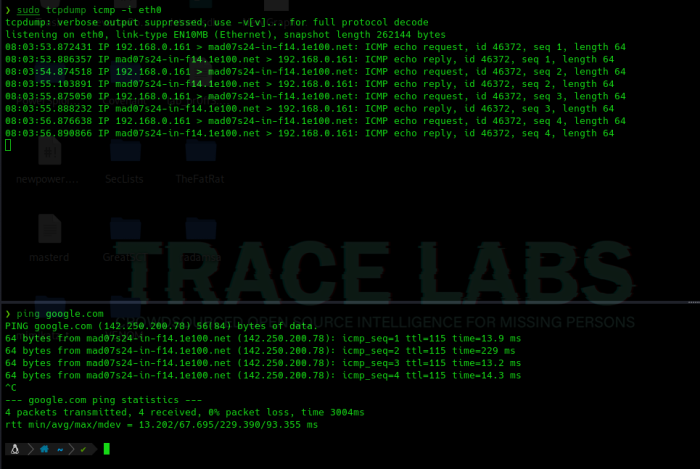 ❯ sudo tcpdump icmp -i eth0
tcpdump: verbose output suppressed, use -v[v]... for full protocol decode
listening on eth0, link-type EN10MB (Ethernet), snapshot length 262144 bytes
08:03:53.872431 IP 192.168.0.161 > mad07s24-in-f14.1e100.net: ICMP echo request, id 46372, seq 1, length 64
08:03:53.886357 IP mad07s24-in-f14.1e100.net > 192.168.0.161: ICMP echo reply, id 46372, seq 1, length 64
08:03:54.874518 IP 192.168.0.161 > mad07s24-in-f14.1e100.net: ICMP echo request, id 46372, seq 2, length 64
08:03:55.103891 IP mad07s24-in-f14.1e100.net > 192.168.0.161: ICMP echo reply, id 46372, seq 2, length 64
08:03:55.875050 IP 192.168.0.161 > mad07s24-in-f14.1e100.net: ICMP echo request, id 46372, seq 3, length 64
08:03:55.888232 IP mad07s24-in-f14.1e100.net > 192.168.0.161: ICMP echo reply, id 46372, seq 3, length 64
08:03:56.876638 IP 192.168.0.161 > mad07s24-in-f14.1e100.net: ICMP echo request, id 46372, seq 4, length 64
08:03:56.890866 IP mad07s24-in-f14.1e100.net > 192.168.0.161: ICMP echo reply, id 46372, seq 4, length 64
newpower....
SecLists
TheFatRat
masterd
TRACE LABS
OPEN SOURCE INTELLIGENCE FOR MISSING PERSONS
❯ ping google.com
PING google.com (142.250.200.78) 56(84) bytes of data.
64 bytes from mad07s24-in-f14.1e100.net (142.250.200.78): icmp_seq=1 ttl=115 time=13.9 ms
64 bytes from mad07s24-in-f14.1e100.net (142.250.200.78): icmp_seq=2 ttl=115 time=229 ms
64 bytes from mad07s24-in-f14.1e100.net (142.250.200.78): icmp_seq=3 ttl=115 time=13.2 ms
64 bytes from mad07s24-in-f14.1e100.net (142.250.200.78): icmp_seq=4 ttl=115 time=14.3 ms
^C
--- google.com ping statistics ---
4 packets transmitted, 4 received, 0% packet loss, time 3004ms
rtt min/avg/max/mdev = 13.202/67.695/229.390/93.355 ms
~